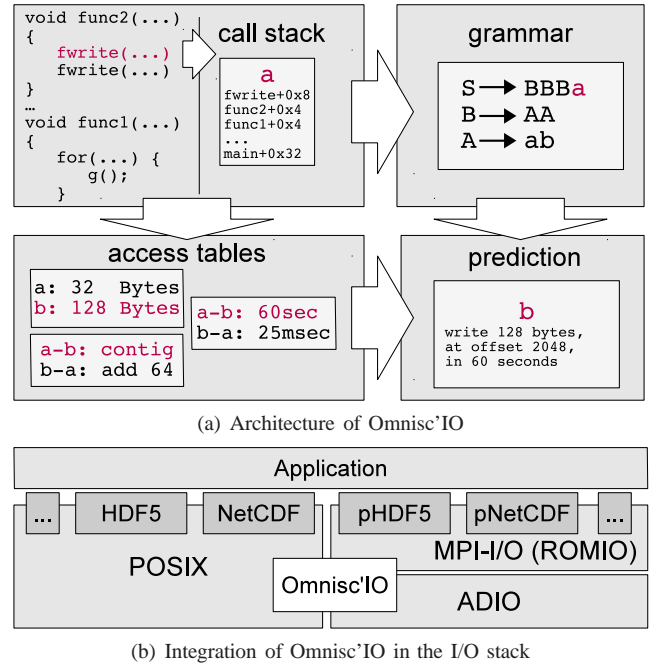 void func2(...)
{
fwrite(...)
fwrite(...)
}
…
void func1(...)
{
for(...) {
g();
}
call stack
a
fwrite+0x8
func2+0x4
func1+0x4
...
main+0x32
grammar
S → BBBa
B → AA
A → ab
access tables
a: 32 Bytes
b: 128 Bytes
a-b: 60sec
b-a: 25msec
a-b: contig
b-a: add 64
prediction
b
write 128 bytes,
at offset 2048,
in 60 seconds
(a) Architecture of Omnisc'IO
Application
... HDF5 NetCDF pHDF5 pNetCDF ...
POSIX
MPI-I/O (ROMIO)
Omnisc'IO
ADIO
(b) Integration of Omnisc'IO in the I/O stack